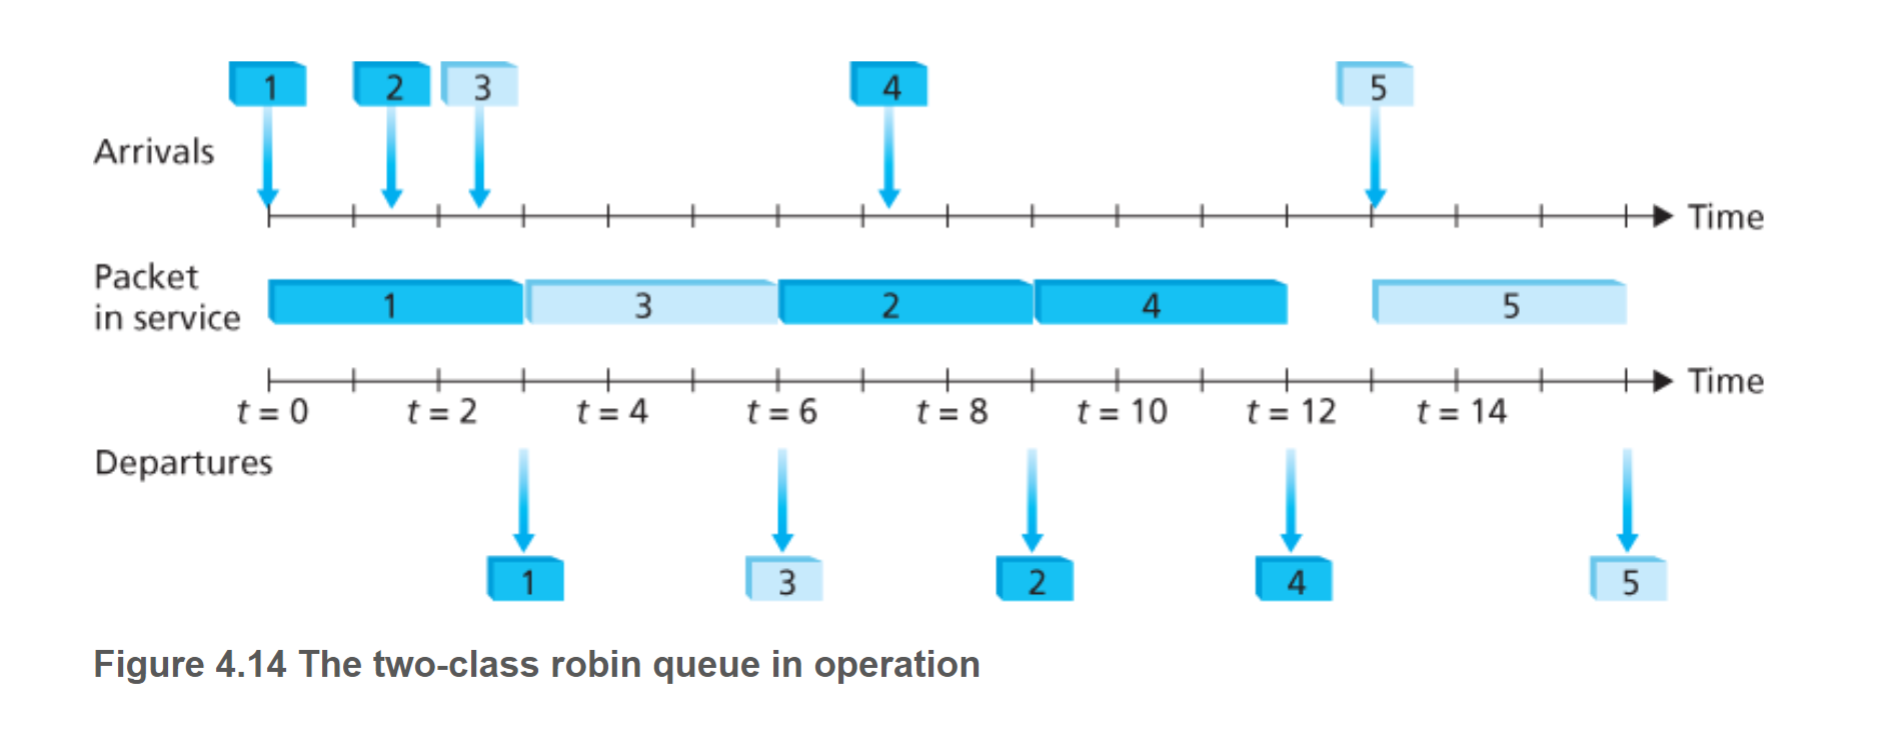 1 2 3 4 5
Arrivals
Time
Packet
in service
1 3 2 4 5
Time
t = 0 t = 2 t = 4 t = 6 t = 8 t = 10 t = 12 t = 14
Departures
1 3 2 4 5
Figure 4.14 The two-class robin queue in operation